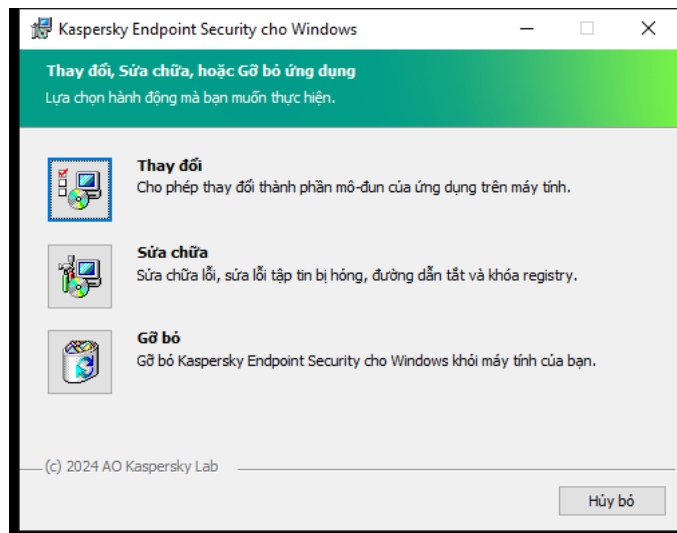 Kaspersky Endpoint Security cho Windows
Thay đổi, Sửa chữa, hoặc Gỡ bỏ ứng dụng
Lựa chọn hành động mà bạn muốn thực hiện.
Thay đổi
Cho phép thay đổi thành phần mô-đun của ứng dụng trên máy tính.
Sửa chữa
Sửa chữa lỗi, sửa lỗi tập tin bị hỏng, đường dẫn tắt và khóa registry.
Gỡ bỏ
Gỡ bỏ Kaspersky Endpoint Security cho Windows khỏi máy tính của bạn.
(c) 2024 AO Kaspersky Lab
Hủy bỏ